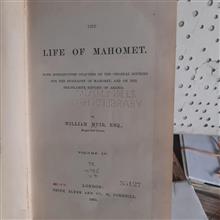 THE
LIFE OF MAHOMET.
WITH INTRODUCTORY CHAPTERS ON THE ORIGINAL SOURCES
FOR THE BIOGRAPHY OF MAHOMET, AND ON THE
PRE-ISLAMITE HISTORY OF ARABIA.
BY
WILLIAM MUIR, ESQ.,
VOLUME
LONDON:
SMITH, ELDER AND CO., 65, CORNHILL.
1861.